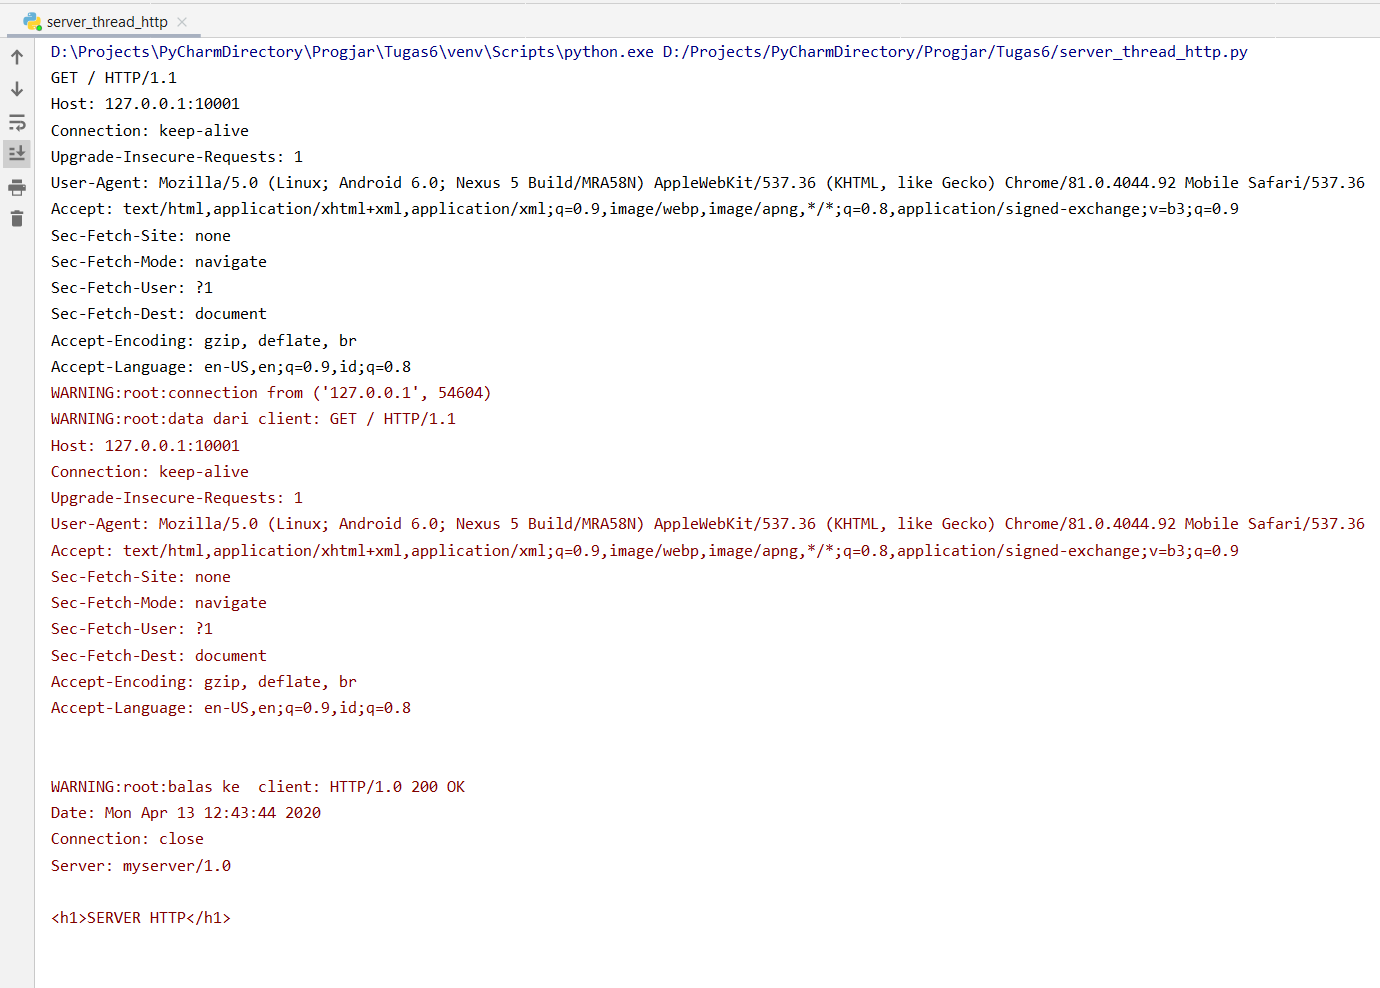 server_thread_http
D:\Projects\PyCharmDirectory\Progjar\Tugas6\venv\Scripts\python.exe D:/Projects/PyCharmDirectory/Progjar/Tugas6/server_thread_http.py
GET / HTTP/1.1
Host: 127.0.0.1:10001
Connection: keep-alive
Upgrade-Insecure-Requests: 1
User-Agent: Mozilla/5.0 (Linux; Android 6.0; Nexus 5 Build/MRA58N) AppleWebKit/537.36 (KHTML, like Gecko) Chrome/81.0.4044.92 Mobile Safari/537.36
Accept: text/html,application/xhtml+xml,application/xml;q=0.9,image/webp,image/apng,*/*;q=0.8,application/signed-exchange;v=b3;q=0.9
Sec-Fetch-Site: none
Sec-Fetch-Mode: navigate
Sec-Fetch-User: ?1
Sec-Fetch-Dest: document
Accept-Encoding: gzip, deflate, br
Accept-Language: en-US,en;q=0.9,id;q=0.8
WARNING:root:connection from ('127.0.0.1', 54604)
WARNING:root:data dari client: GET / HTTP/1.1
Host: 127.0.0.1:10001
Connection: keep-alive
Upgrade-Insecure-Requests: 1
User-Agent: Mozilla/5.0 (Linux; Android 6.0; Nexus 5 Build/MRA58N) AppleWebKit/537.36 (KHTML, like Gecko) Chrome/81.0.4044.92 Mobile Safari/537.36
Accept: text/html,application/xhtml+xml,application/xml;q=0.9,image/webp,image/apng,*/*;q=0.8,application/signed-exchange;v=b3;q=0.9
Sec-Fetch-Site: none
Sec-Fetch-Mode: navigate
Sec-Fetch-User: ?1
Sec-Fetch-Dest: document
Accept-Encoding: gzip, deflate, br
Accept-Language: en-US,en;q=0.9,id;q=0.8
WARNING:root:balas ke  client: HTTP/1.0 200 OK
Date: Mon Apr 13 12:43:44 2020
Connection: close
Server: myserver/1.0
<h1>SERVER HTTP</h1>